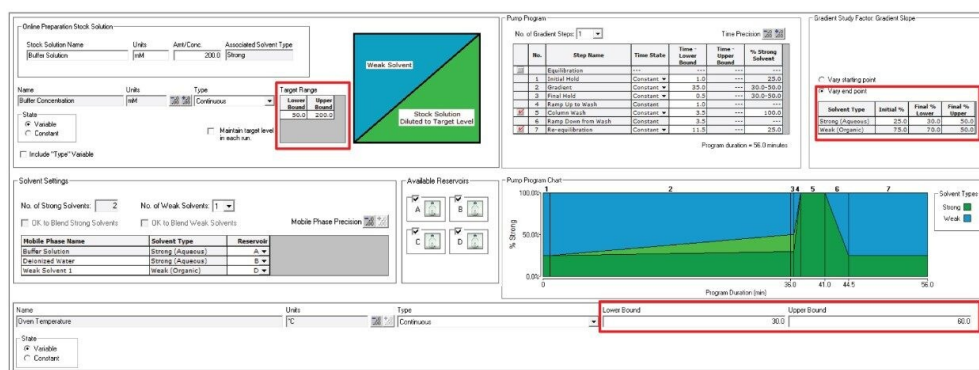 Online Preparation Stock Solution
Stock Solution Name Units Amt/Conc. Associated Solvent Type
Buffer Solution mM 200.0 Strong
Name Units Type
Buffer Concentration mM Continuous
Target Range
Lower Bound Upper Bound
50.0 200.0
State
Variable
Constant
Maintain target level in each run.
Include "Type" Variable
Weak Solvent
Stock Solution
Diluted to Target Level
Pump Program
No. of Gradient Steps: 1 Time Precision
No. Step Name Time State Time - Lower Bound Time - Upper Bound % Strong Solvent
Equilibration --- --- --- ---
1 Initial Hold Constant 1.0 --- 25.0
2 Gradient Constant 35.0 --- 30.0-50.0
3 Final Hold Constant 0.5 --- 30.0-50.0
4 Ramp Up to Wash Constant 1.0 --- ---
5 Column Wash Constant 3.5 --- 100.0
6 Ramp Down from Wash Constant 3.5 --- ---
7 Re-equilibration Constant 11.5 --- 25.0
Program duration = 56.0 minutes
Gradient Study Factor: Gradient Slope
Vary starting point
Vary end point
Solvent Type Initial % Final % Lower Final % Upper
Strong (Aqueous) 25.0 30.0 50.0
Weak (Organic) 75.0 70.0 50.0
Solvent Settings
No. of Strong Solvents: 2 No. of Weak Solvents: 1
OK to Blend Strong Solvents OK to Blend Weak Solvents Mobile Phase Precision
Mobile Phase Name Solvent Type Reservoir
Buffer Solution Strong (Aqueous) A
Deionized Water Strong (Aqueous) B
Weak Solvent 1 Weak (Organic) D
Available Reservoirs
A B
C D
Pump Program Chart
1 2 3 4 5 6 7
100.0%
50.0%
0.0%
% Strong
0 36.0 41.0 44.5 56.0
Program Duration (min)
Solvent Types
Strong
Weak
Name Units Type Lower Bound Upper Bound
Oven Temperature °C Continuous 30.0 60.0
State
Variable
Constant